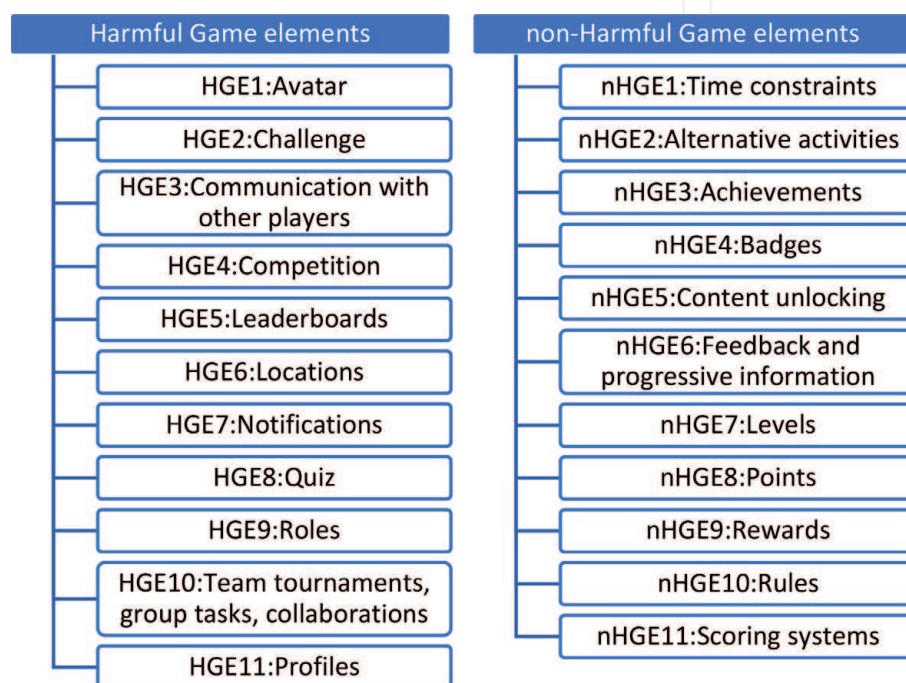 Harmful Game elements
HGE1:Avatar
HGE2:Challenge
HGE3:Communication with
other players
HGE4:Competition
HGE5:Leaderboards
HGE6:Locations
HGE7:Notifications
HGE8:Quiz
HGE9:Roles
HGE10:Team tournaments,
group tasks, collaborations
HGE11:Profiles
non-Harmful Game elements
nHGE1:Time constraints
nHGE2:Alternative activities
nHGE3:Achievements
nHGE4:Badges
nHGE5:Content unlocking
nHGE6:Feedback and
progressive information
nHGE7:Levels
nHGE8:Points
nHGE9:Rewards
nHGE10:Rules
nHGE11:Scoring systems